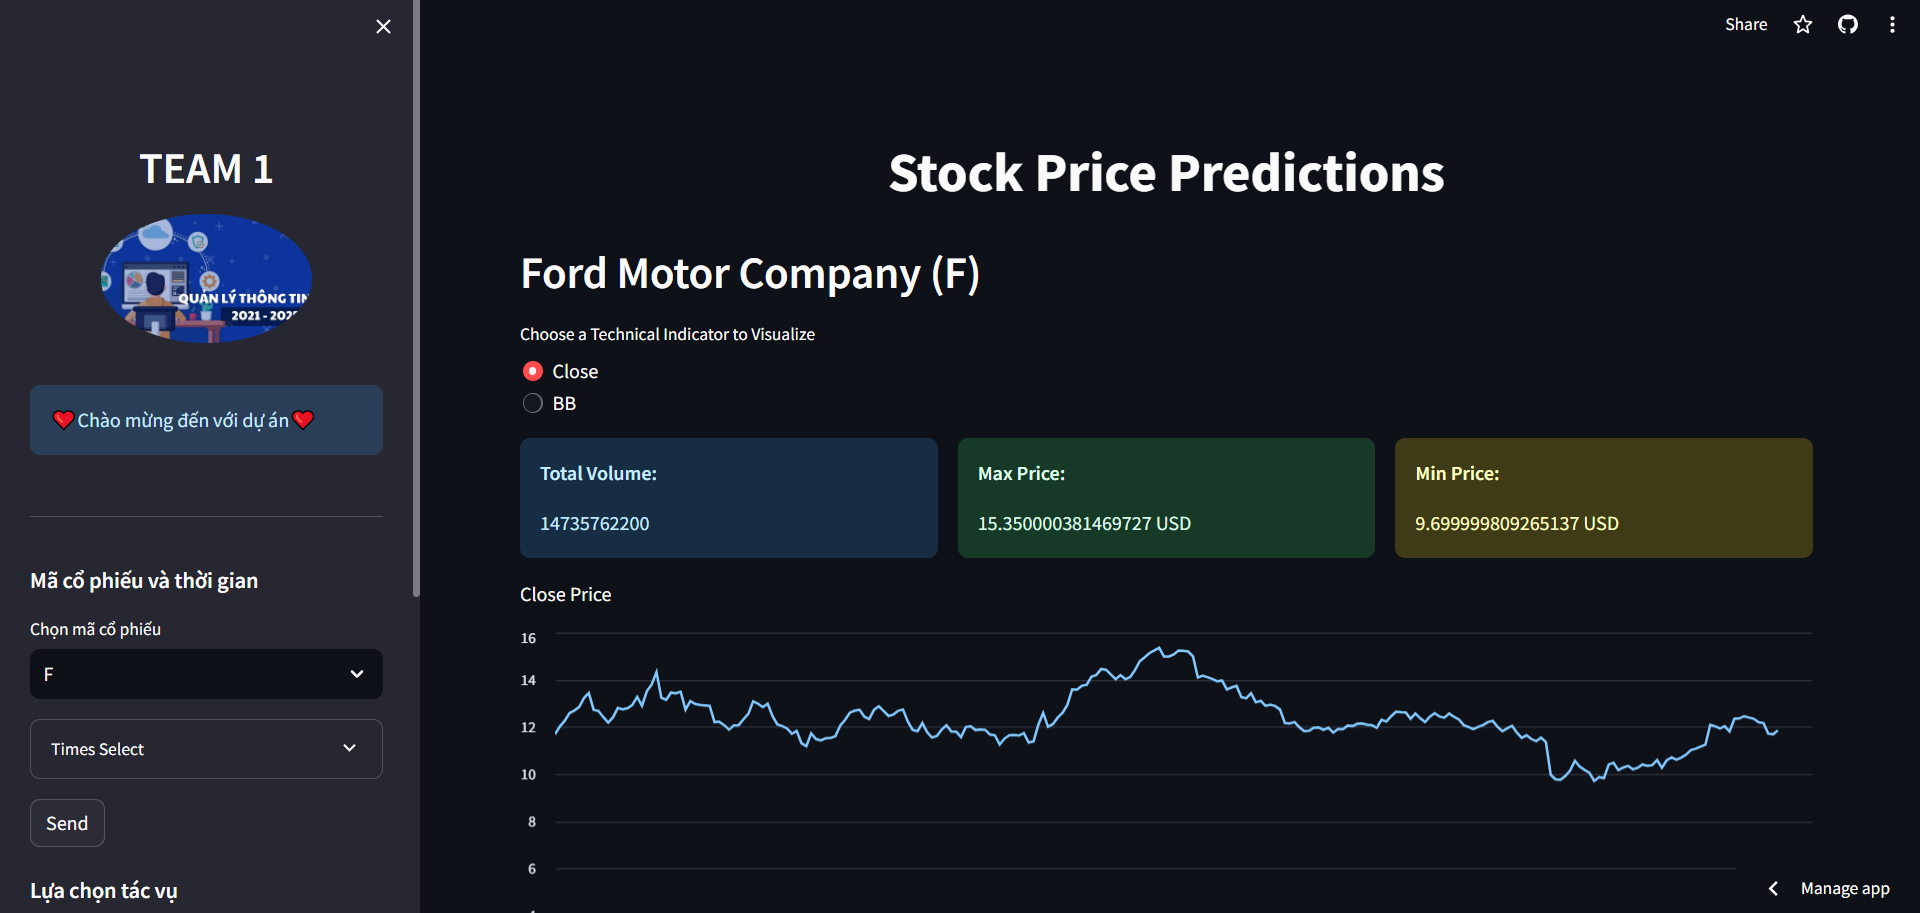 TEAM 1
QUẢN LÝ THÔNG TIN
2021 - 202
❤️Chào mừng đến với dự án❤️
Mã cổ phiếu và thời gian
Chọn mã cổ phiếu
F
Times Select
Send
Lựa chọn tác vụ
Share
Stock Price Predictions
Ford Motor Company (F)
Choose a Technical Indicator to Visualize
Close
BB
Total Volume:
14735762200
Max Price:
15.350000381469727 USD
Min Price:
9.699999809265137 USD
Close Price
16
14
12
10
8
6
Manage app